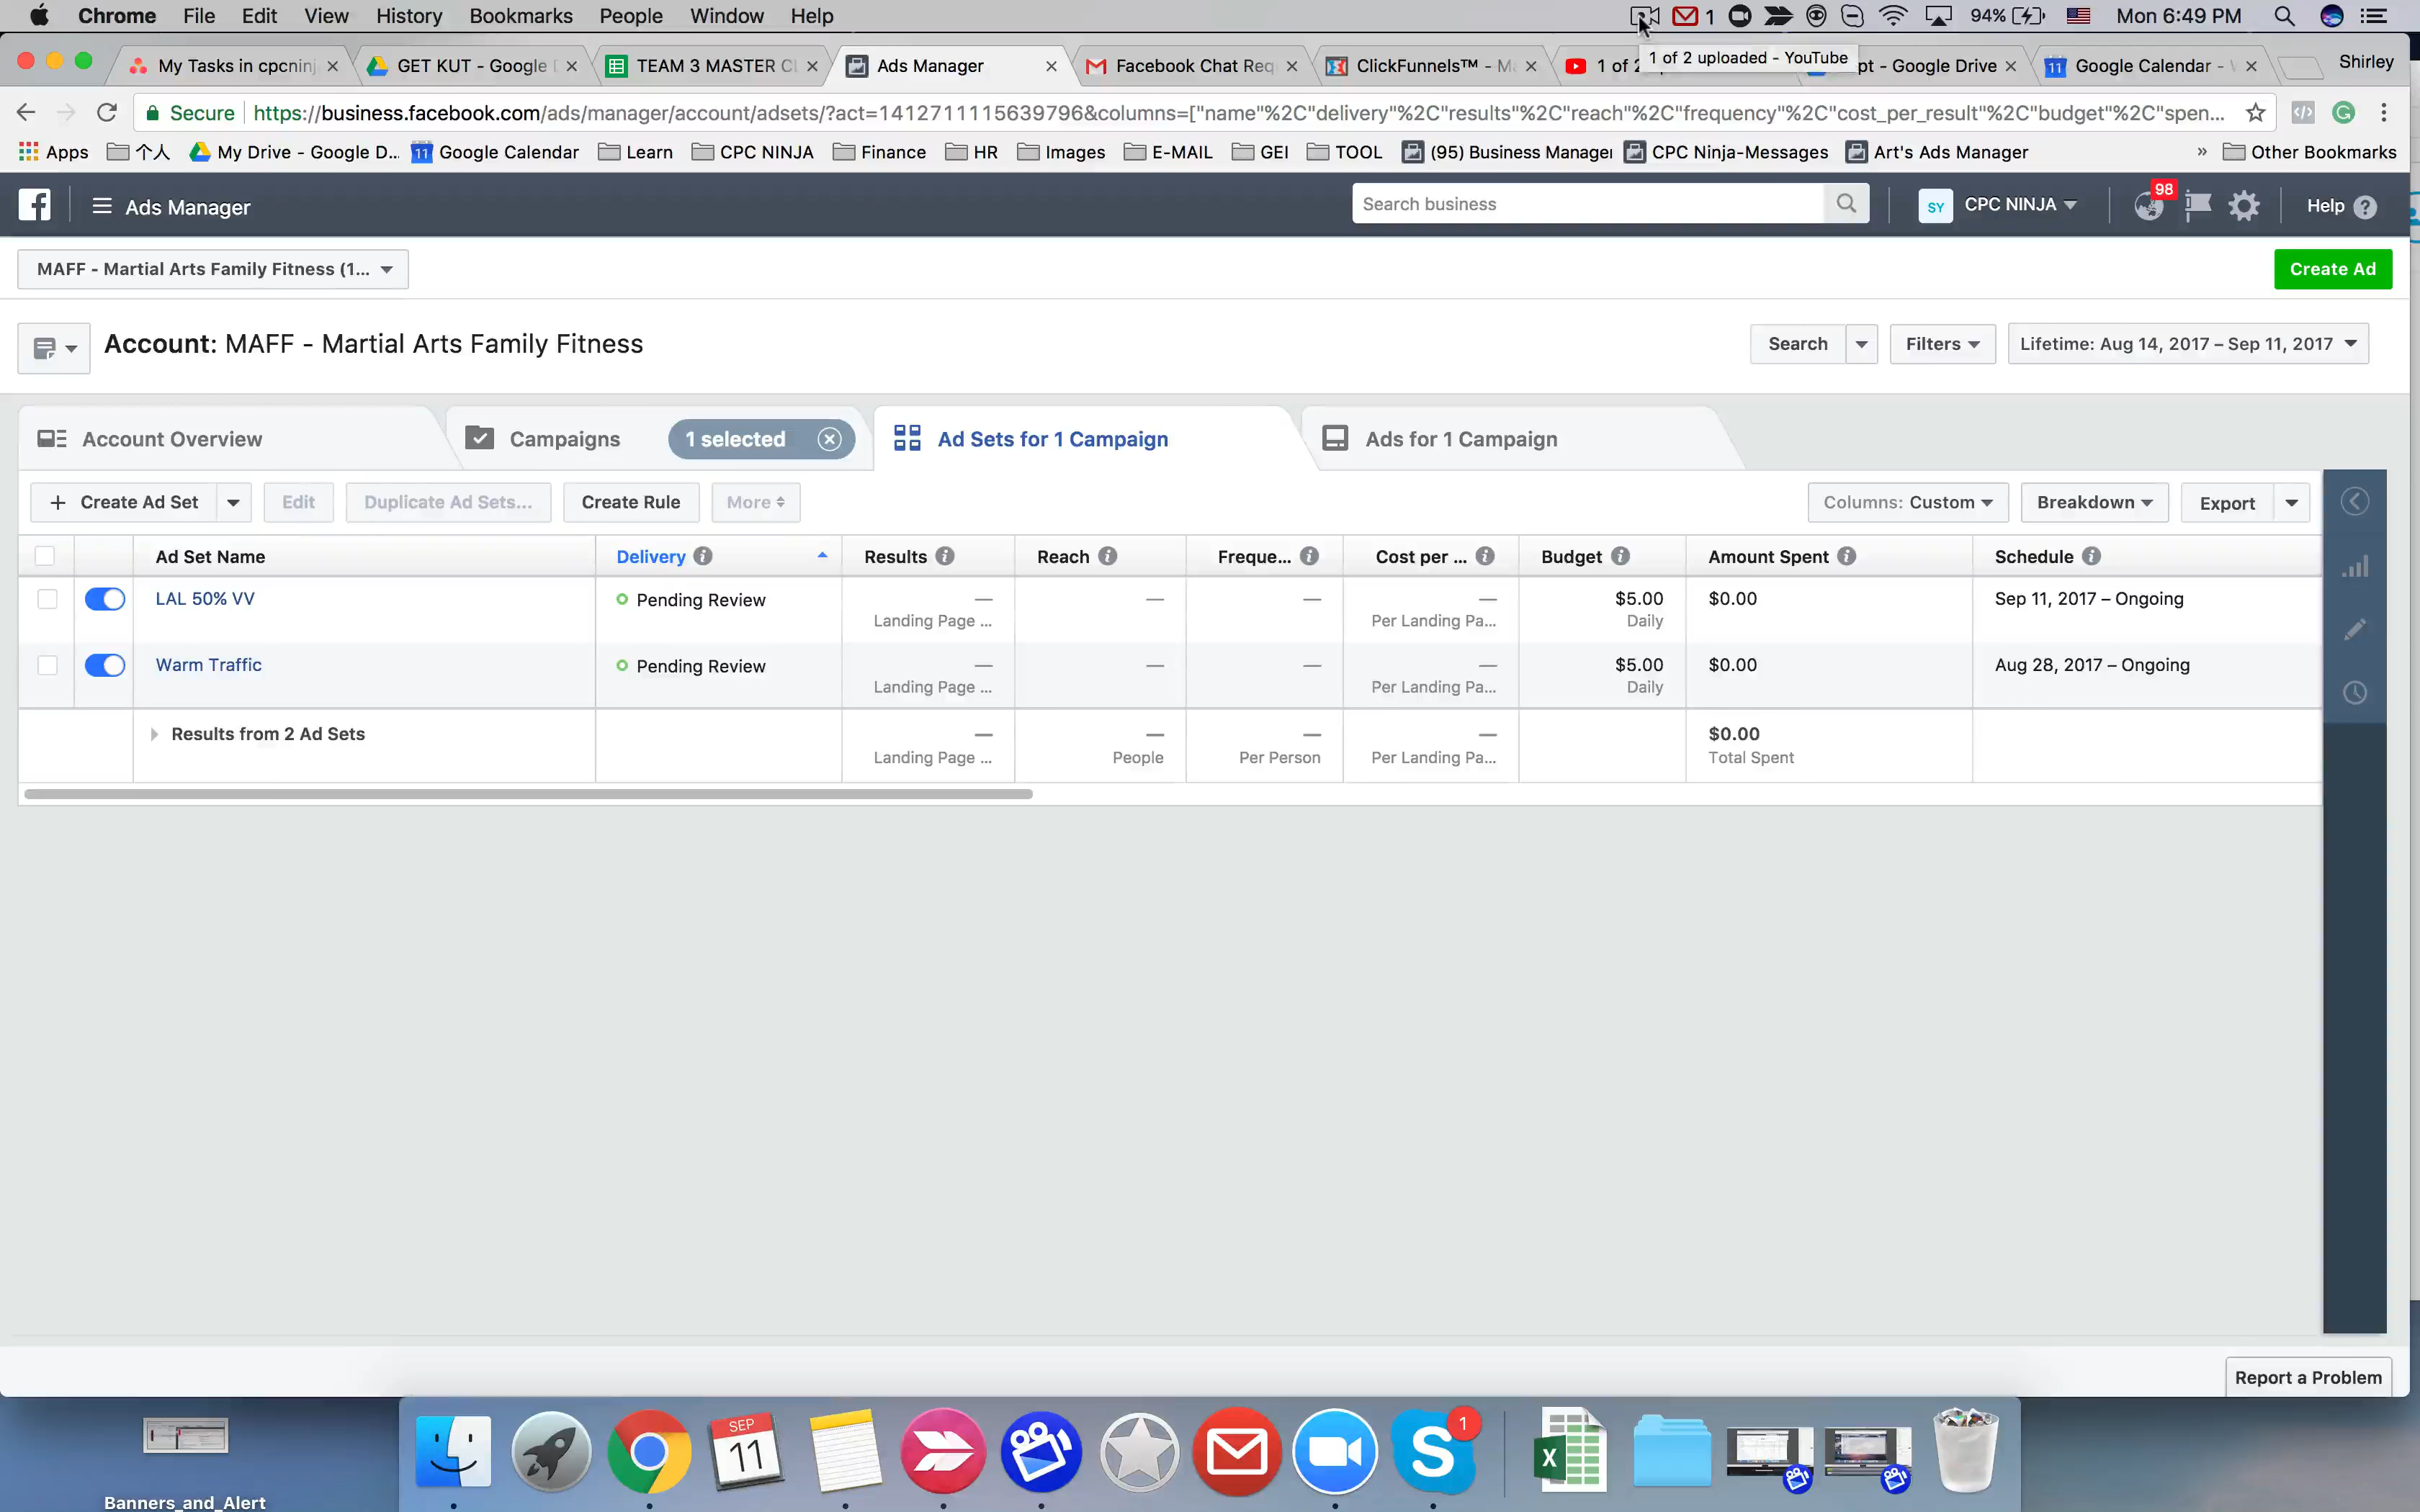 Chrome File Edit View History Bookmarks People Window Help 1 94% Mon 6:49 PM
My Tasks in cpcninj GET KUT - Google TEAM 3 MASTER Ads Manager Facebook Chat Req ClickFunnels™ - 1 of 2 pt - Google Drive Google Calendar - Shirley
1 of 2 uploaded - YouTube
Secure https://business.facebook.com/ads/manager/account/adsets/?act=1412711115639796&columns=["name"%2C"delivery"%2C"results"%2C"reach"%2C"frequency"%2C"cost_per_result"%2C"budget"%2C"spen...
Apps 个人 My Drive - Google D... 11 Google Calendar Learn CPC NINJA Finance HR Images E-MAIL GEI TOOL (95) Business Manager CPC Ninja-Messages Art's Ads Manager » Other Bookmarks
Ads Manager Search business SY CPC NINJA 98 Help ?
MAFF - Martial Arts Family Fitness (1... Create Ad
Account: MAFF - Martial Arts Family Fitness Search Filters Lifetime: Aug 14, 2017 – Sep 11, 2017
Account Overview Campaigns 1 selected Ad Sets for 1 Campaign Ads for 1 Campaign
+ Create Ad Set Edit Duplicate Ad Sets... Create Rule More Columns: Custom Breakdown Export
Ad Set Name Delivery Results Reach Freque... Cost per ... Budget Amount Spent Schedule
LAL 50% VV Pending Review — — — — $5.00 $0.00 Sep 11, 2017 – Ongoing
Landing Page ... Per Landing Pa... Daily
Warm Traffic Pending Review — — — — $5.00 $0.00 Aug 28, 2017 – Ongoing
Landing Page ... Per Landing Pa... Daily
Results from 2 Ad Sets — — — — $0.00
Landing Page ... People Per Person Per Landing Pa... Total Spent
Report a Problem
SEP
11
1
Banners_and_Alert